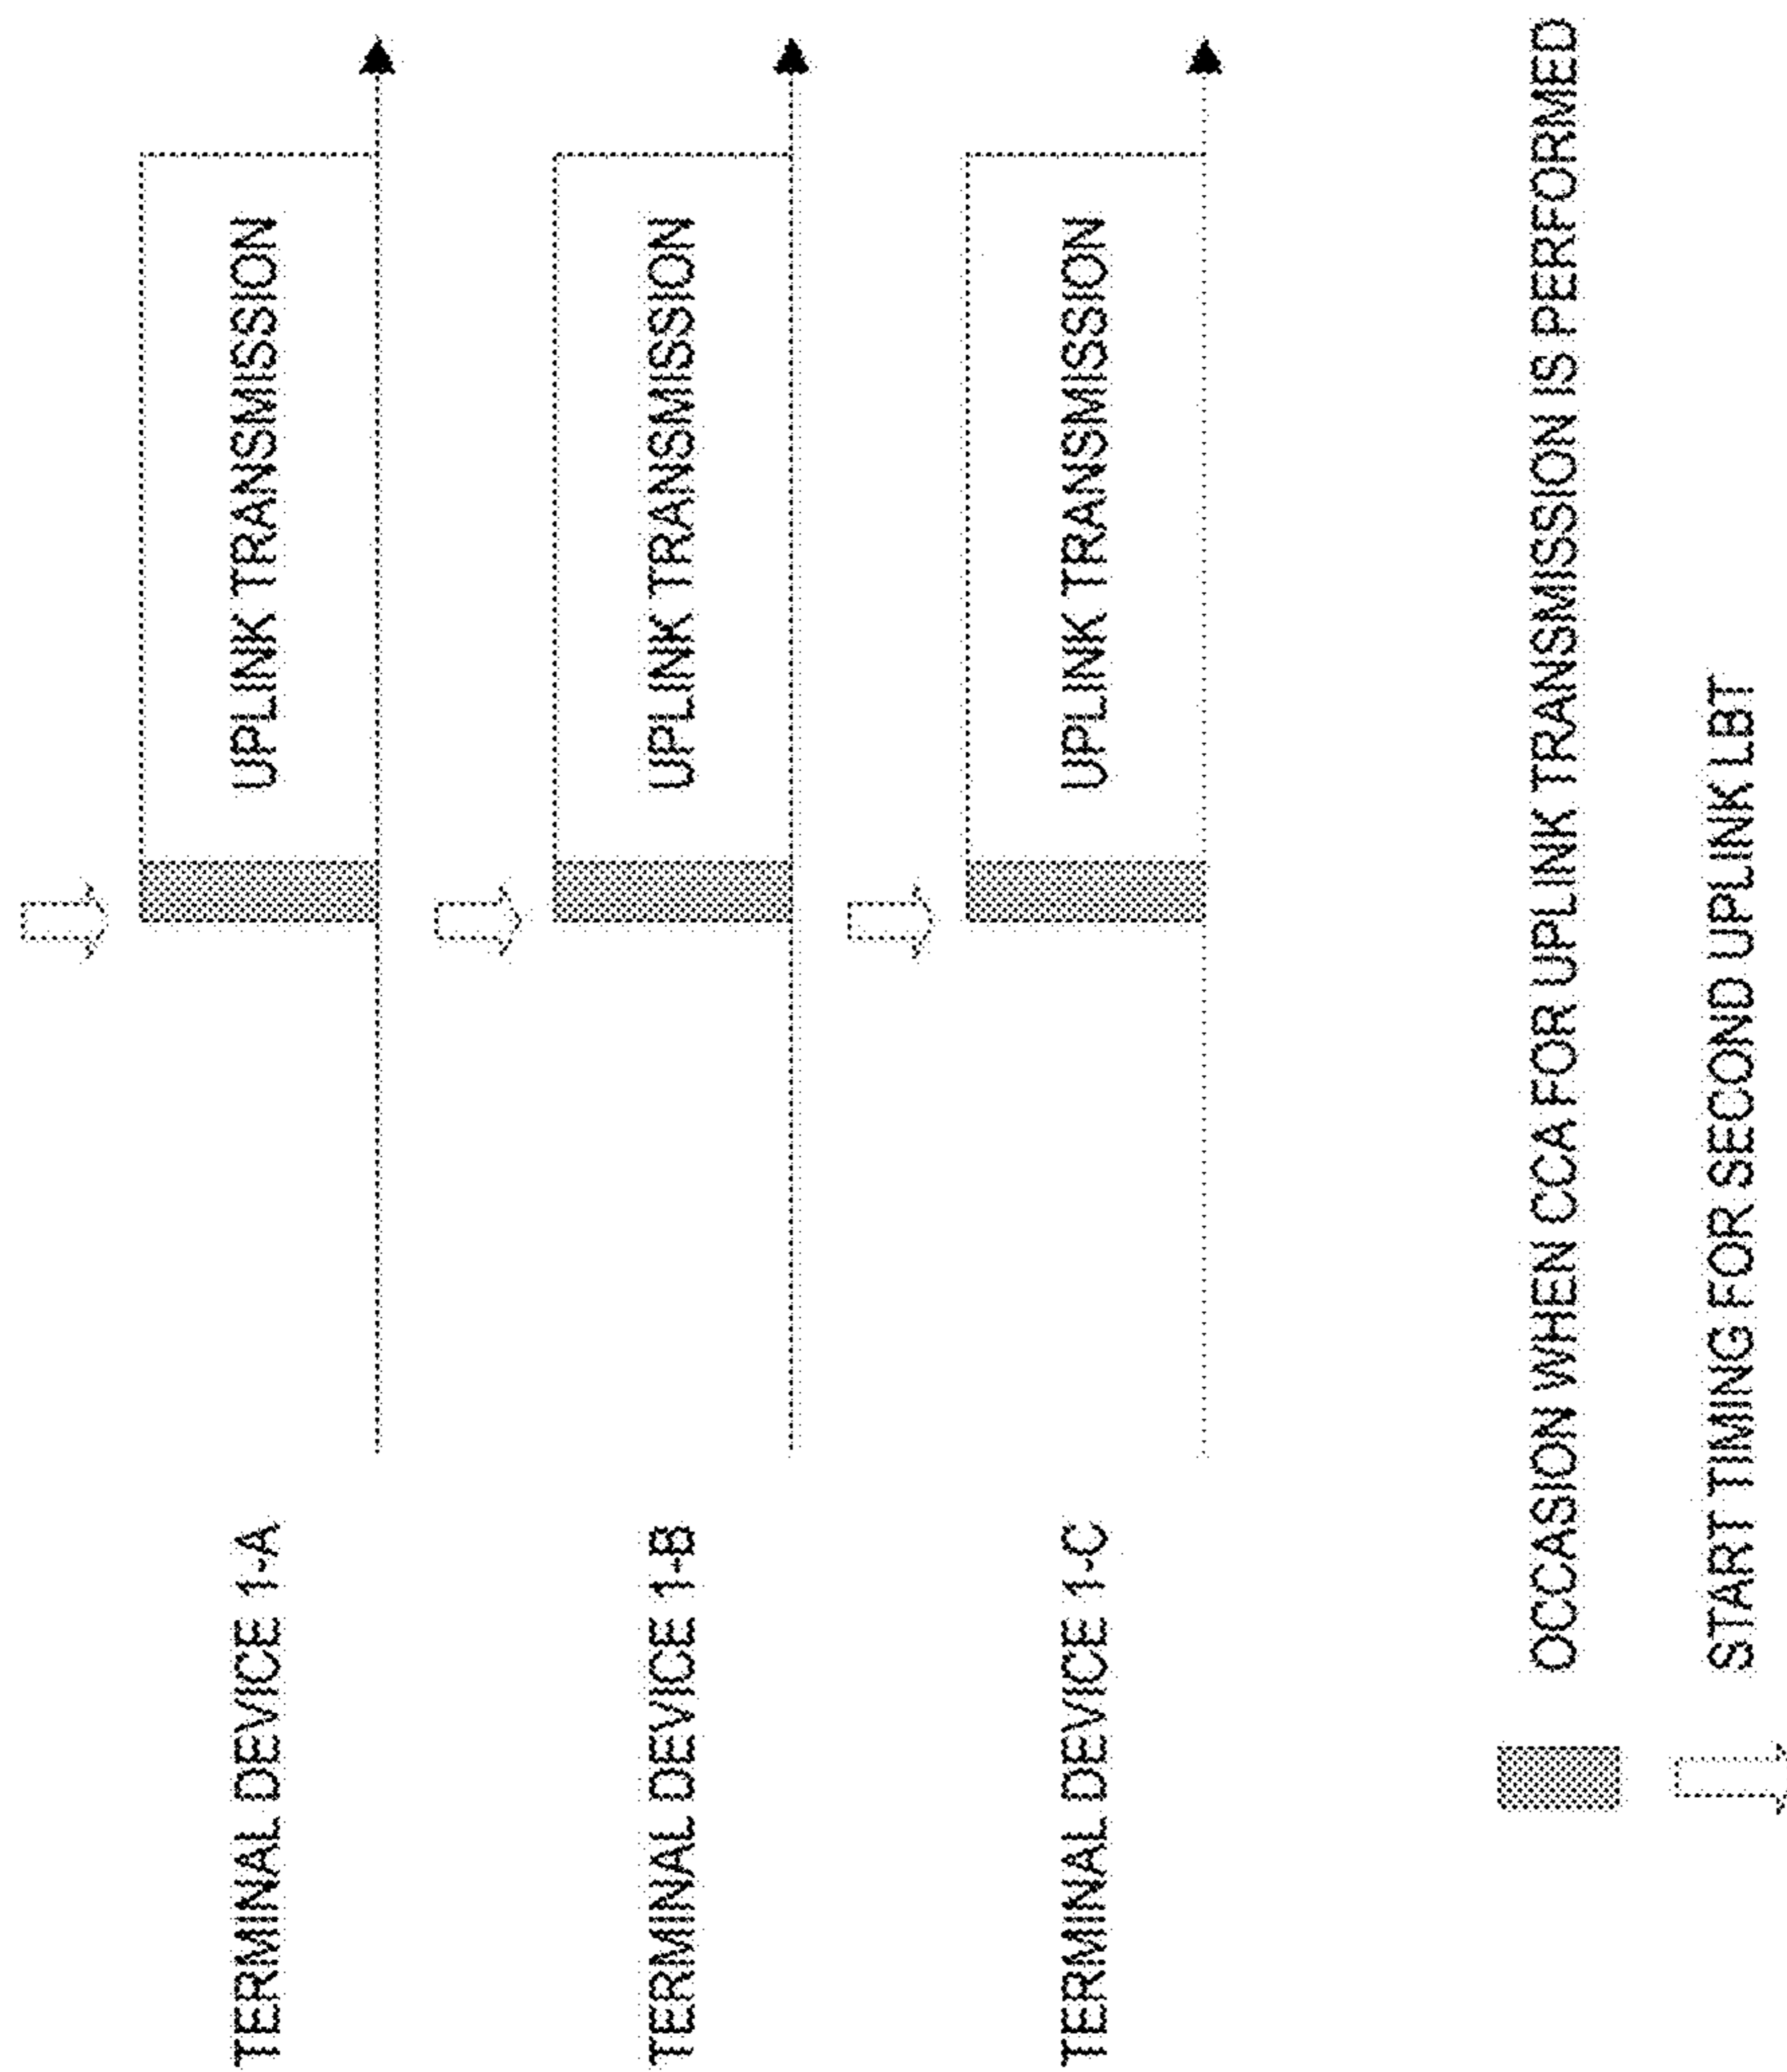 TERMINAL DEVICE 1-A
UPLINK TRANSMISSION
TERMINAL DEVICE 1-B
UPLINK TRANSMISSION
TERMINAL DEVICE 1-C
UPLINK TRANSMISSION
OCCASION WHEN CCA FOR UPLINK TRANSMISSION IS PERFORMED
START TIMING FOR SECOND UPLINK LBT